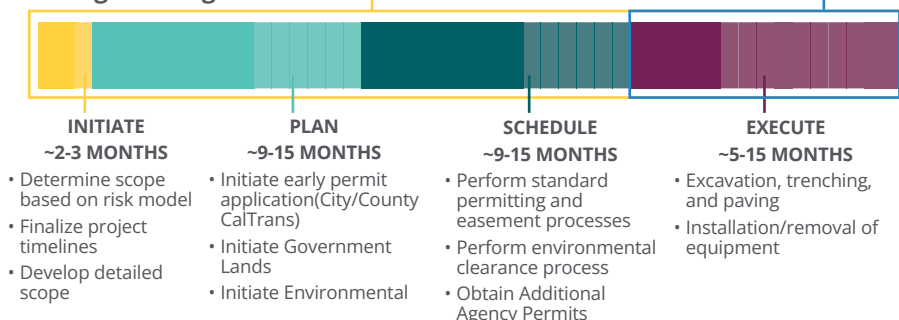 INITIATE
~2-3 MONTHS
• Determine scope
based on risk model
• Finalize project
timelines
• Develop detailed
scope
PLAN
~9-15 MONTHS
• Initiate early permit
application(City/County
CalTrans)
• Initiate Government
Lands
• Initiate Environmental
SCHEDULE
~9-15 MONTHS
• Perform standard
permitting and
easement processes
• Perform environmental
clearance process
• Obtain Additional
Agency Permits
EXECUTE
~5-15 MONTHS
• Excavation, trenching,
and paving
• Installation/removal of
equipment